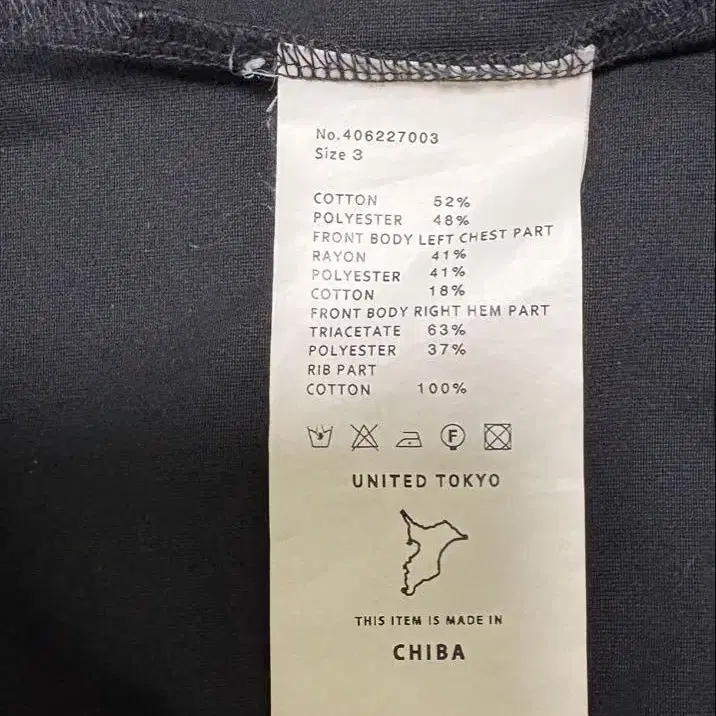 No.406227003
Size 3
COTTON 52%
POLYESTER 48%
FRONT BODY LEFT CHEST PART
RAYON 41%
POLYESTER 41%
COTTON 18%
FRONT BODY RIGHT HEM PART
TRIACETATE 63%
POLYESTER 37%
RIB PART
COTTON 100%
F
UNITED TOKYO
THIS ITEM IS MADE IN
CHIBA